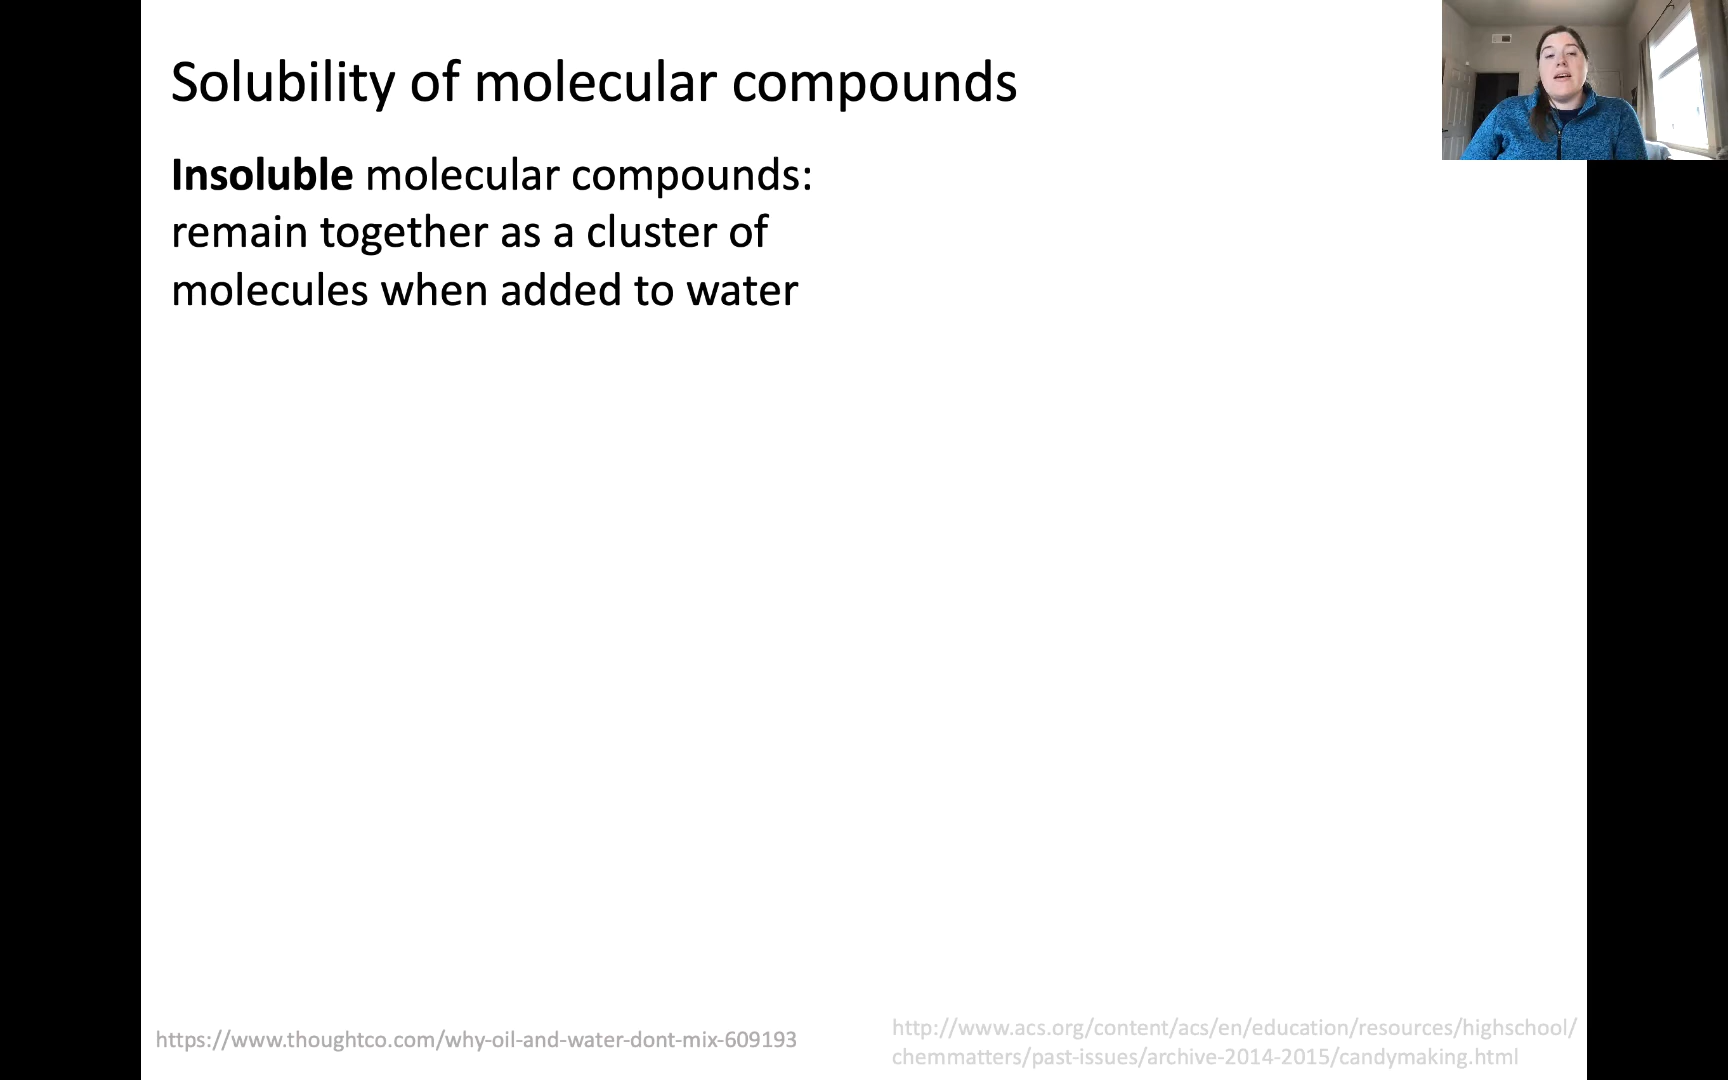 Solubility of molecular compounds
Insoluble molecular compounds:
remain together as a cluster of
molecules when added to water
https://www.thoughtco.com/why-oil-and-water-dont-mix-609193
http://www.acs.org/content/acs/en/education/resources/highschool/
chemmatters/past-issues/archive-2014-2015/candymaking.html